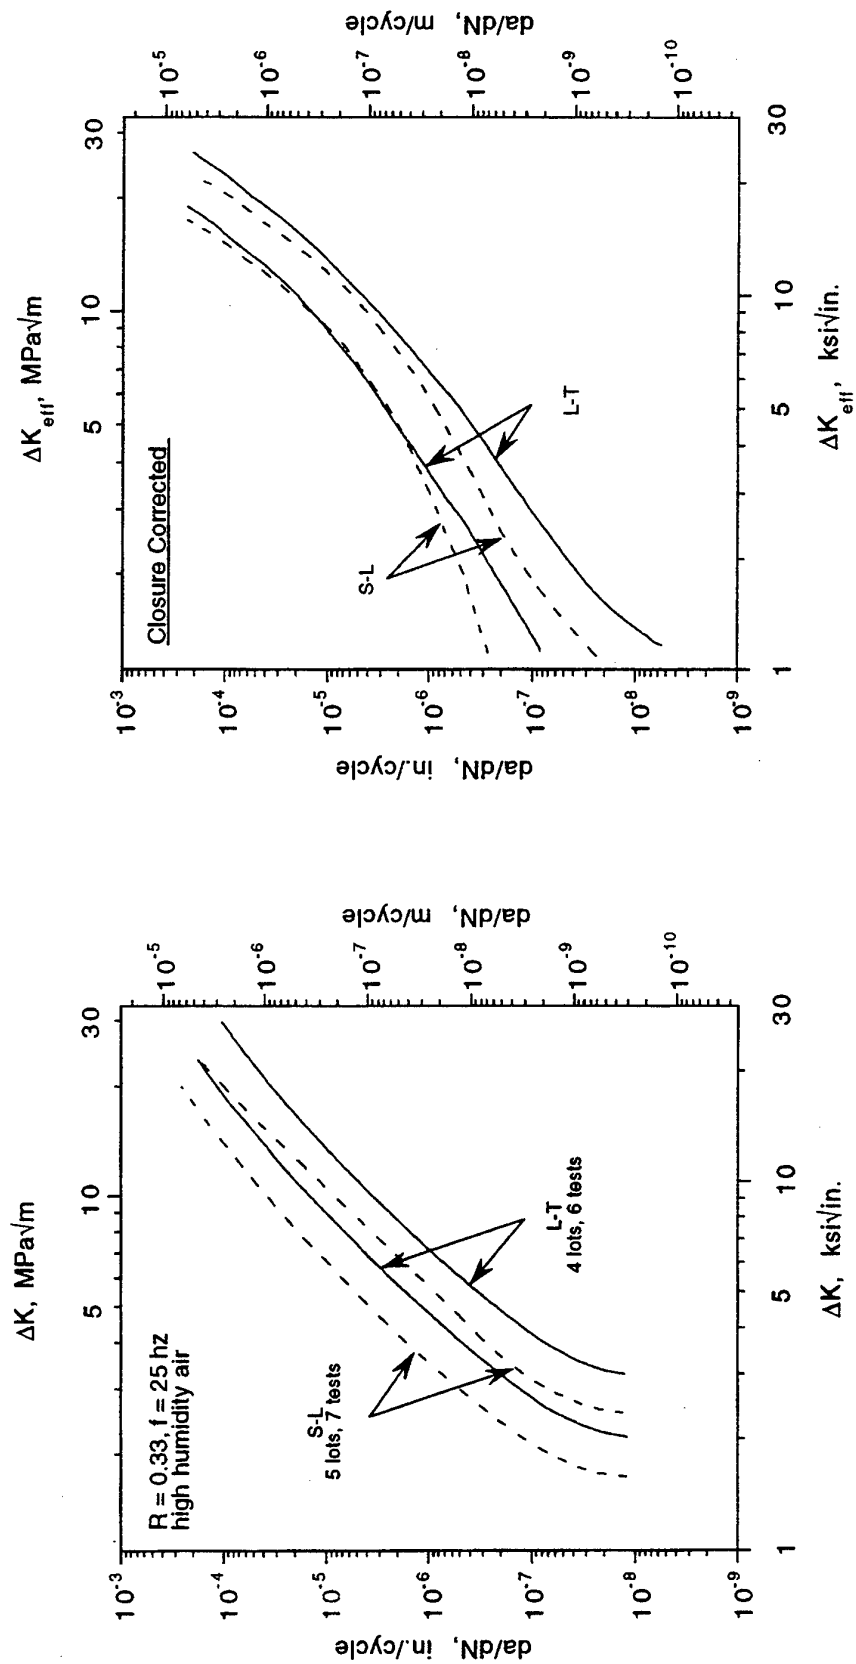 ΔK, MPa√m
5
10
30
R = 0.33, f = 25 hz
high humidity air
10-3
10-4
10-5
10-6
10-7
10-8
10-9
da/dN, in./cycle
10-5
10-6
10-7
10-8
10-9
10-10
da/dN, m/cycle
S-L
5 lots, 7 tests
L-T
4 lots, 6 tests
1
5
10
30
ΔK, ksi√in.
ΔKeff, MPa√m
5
10
30
Closure Corrected
10-3
10-4
10-5
10-6
10-7
10-8
10-9
da/dN, in./cycle
10-5
10-6
10-7
10-8
10-9
10-10
da/dN, m/cycle
S-L
L-T
1
5
10
30
ΔKeff, ksi√in.